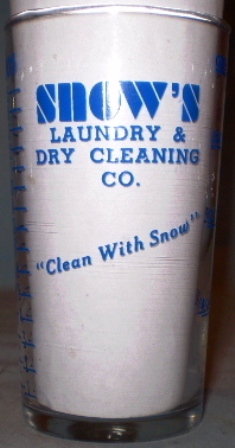 SNOW'S
LAUNDRY &
DRY CLEANING
CO.
"Clean With Snow"